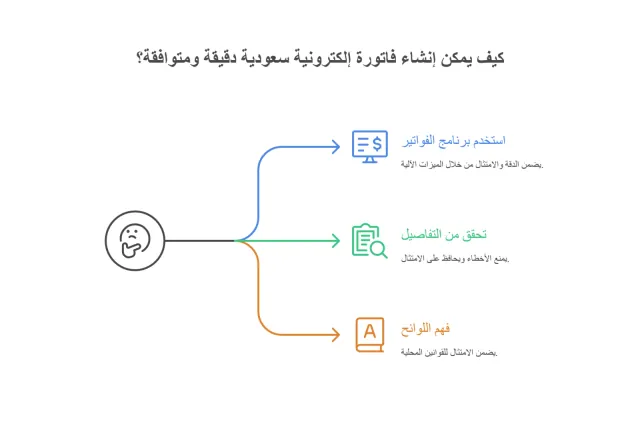 كيف يمكن إنشاء فاتورة إلكترونية سعودية دقيقة ومتوافقة؟
استخدم برنامج الفواتير
يضمن الدقة والامتثال من خلال الميزات الآلية.
تحقق من التفاصيل
يمنع الأخطاء ويحافظ على الامتثال.
فهم اللوائح
يضمن الامتثال للقوانين المحلية.